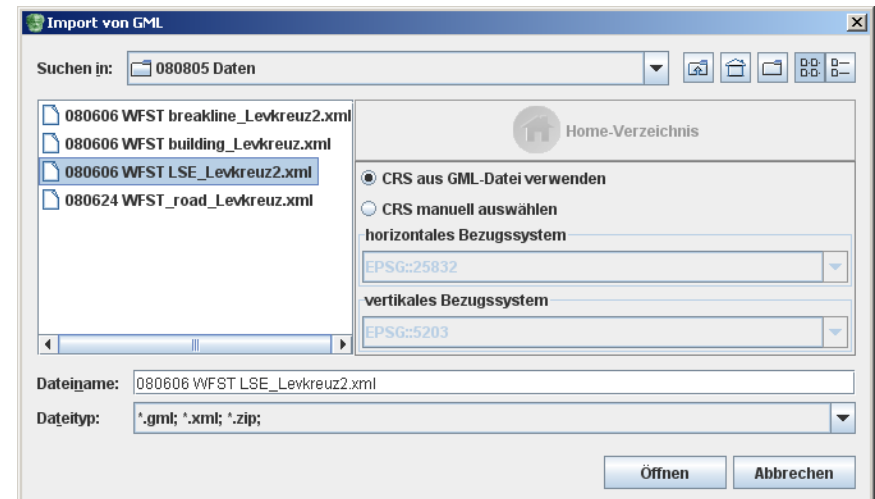 Import von GML
Suchen in: 080805 Daten
080606 WFST breakline_Levkreuz2.xml
080606 WFST building_Levkreuz.xml
080606 WFST LSE_Levkreuz2.xml
080624 WFST_road_Levkreuz.xml
Home-Verzeichnis
CRS aus GML-Datei verwenden
CRS manuell auswählen
horizontales Bezugssystem
EPSG::25832
vertikales Bezugssystem
EPSG::5203
Dateiname: 080606 WFST LSE_Levkreuz2.xml
Dateityp: *.gml; *.xml; *.zip;
Öffnen Abbrechen